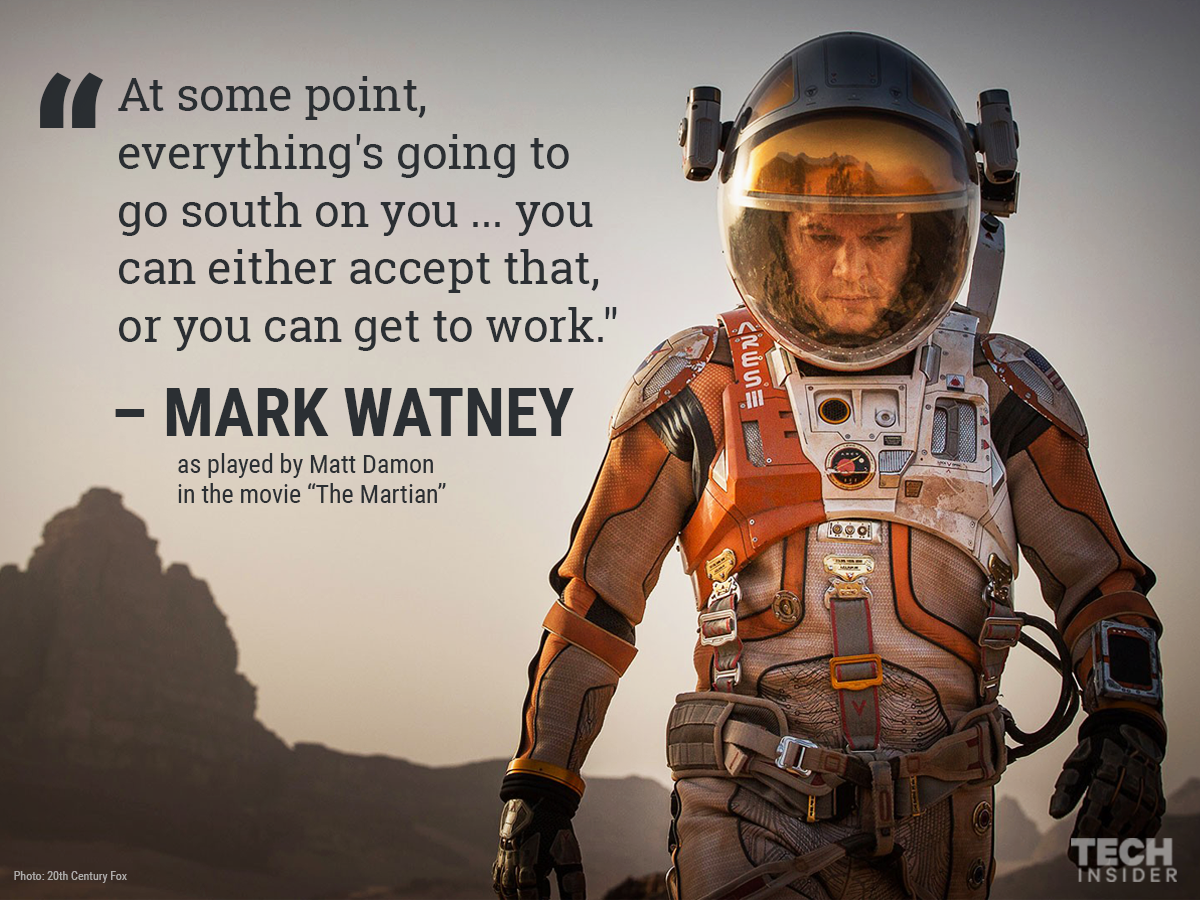 “At some point,
everything's going to
go south on you ... you
can either accept that,
or you can get to work."
– MARK WATNEY
as played by Matt Damon
in the movie “The Martian”
ARES III
Photo: 20th Century Fox
TECH
INSIDER